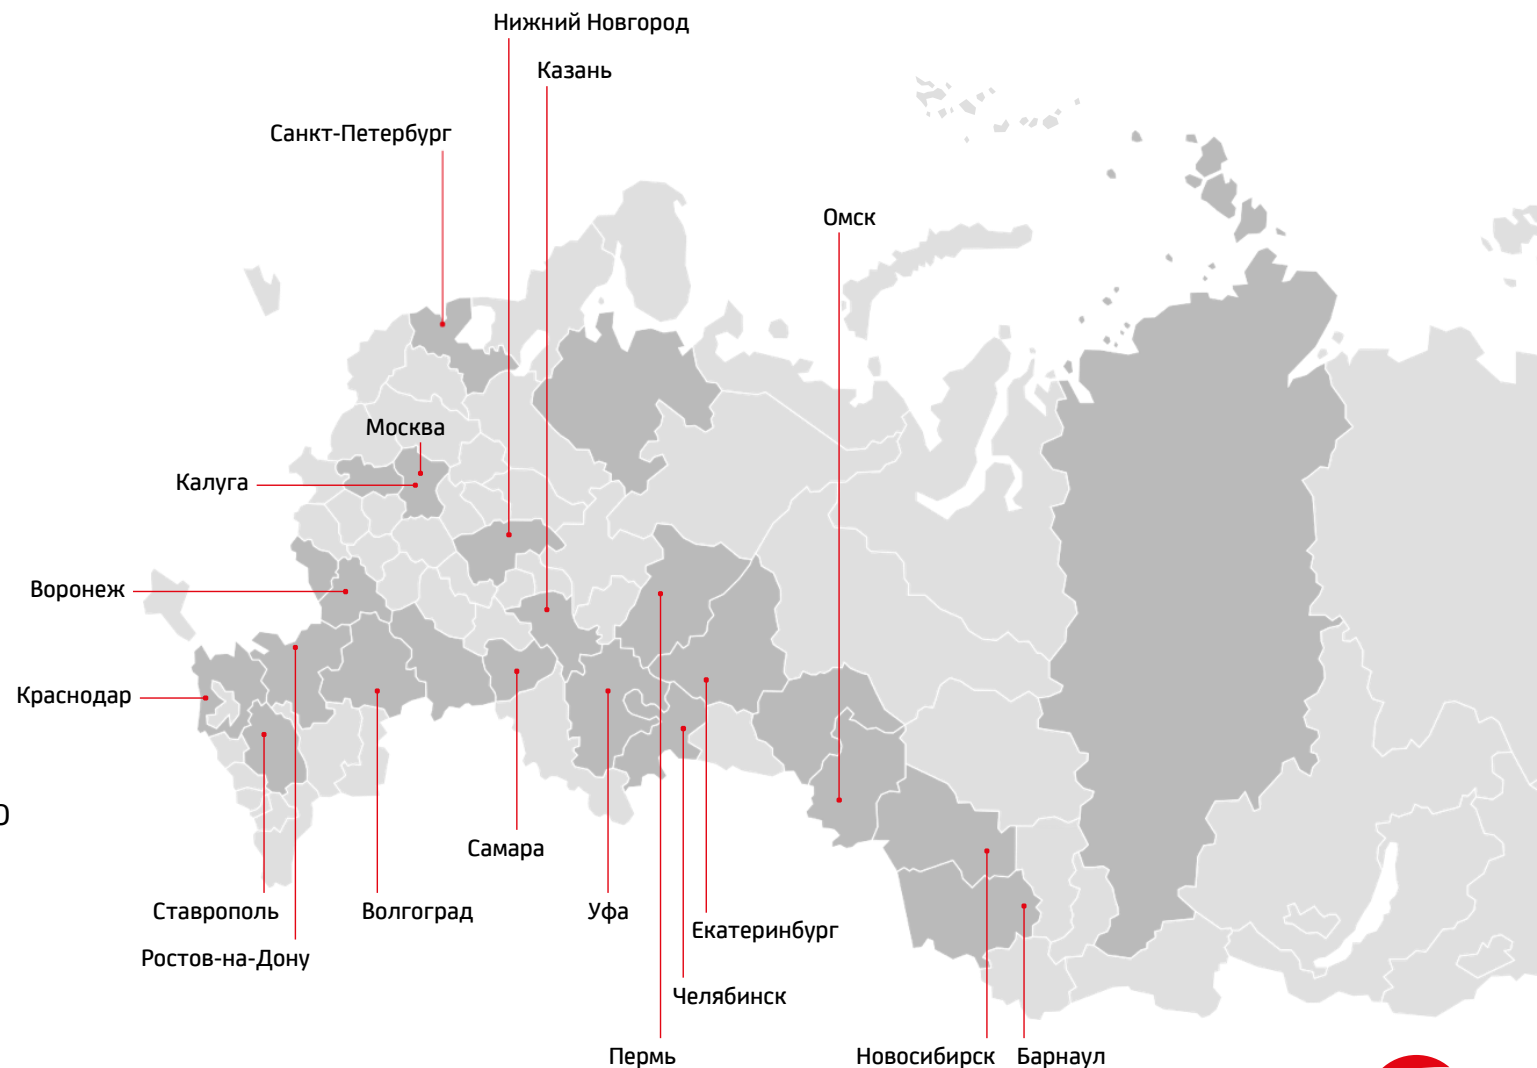 Нижний Новгород
Казань
Санкт-Петербург
Омск
Москва
Калуга
Воронеж
Краснодар
Самара
Ставрополь
Волгоград
Уфа
Екатеринбург
Ростов-на-Дону
Челябинск
Пермь
Новосибирск
Барнаул